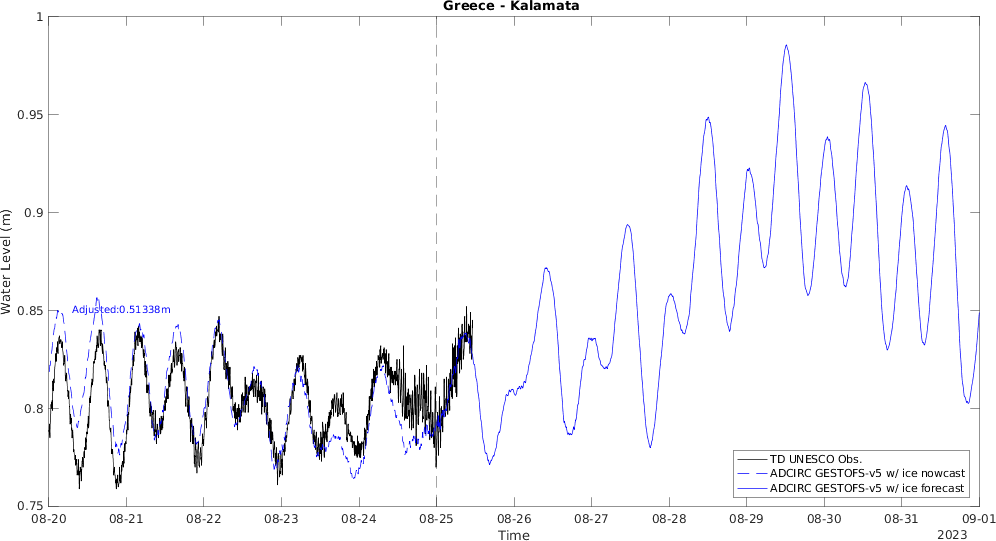 Greece - Kalamata
1
0.95
0.9
0.85
0.8
0.75
Water Level (m)
Adjusted:0.51338m
TD UNESCO Obs.
ADCIRC GESTOFS-v5 w/ ice nowcast
ADCIRC GESTOFS-v5 w/ ice forecast
08-20 08-21 08-22 08-23 08-24 08-25 08-26 08-27 08-28 08-29 08-30 08-31 09-01
Time
2023